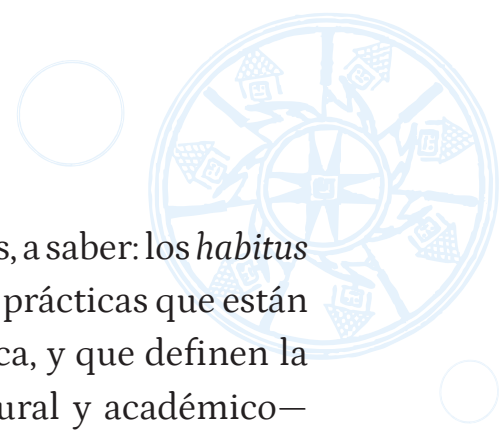 s, a saber: los habitus
prácticas que están
ca, y que definen la
ural y académico—